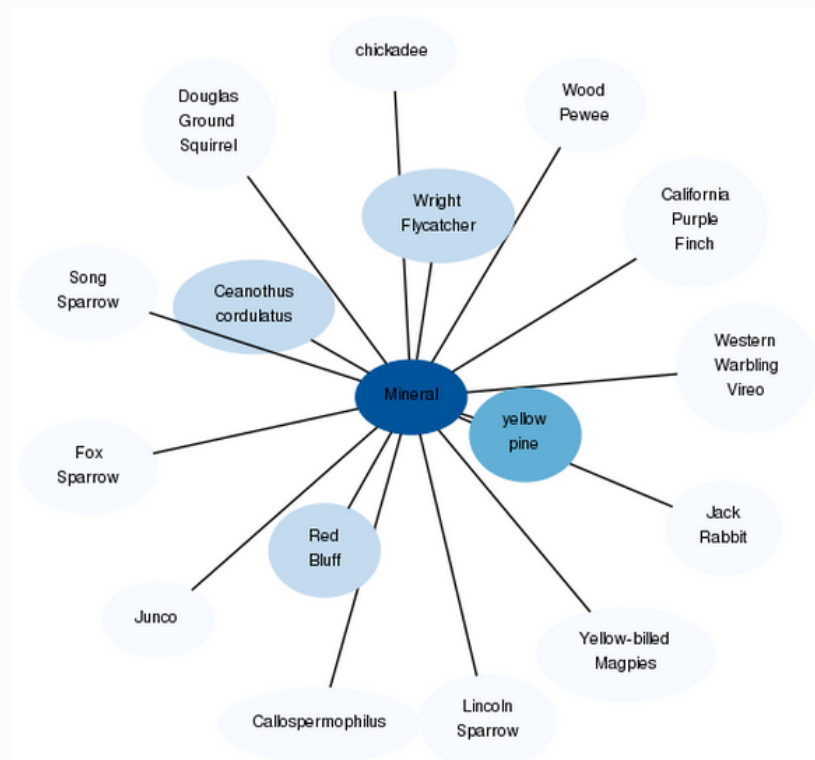 chickadee
Douglas
Ground
Squirrel
Wood
Pewee
Wright
Flycatcher
California
Purple
Finch
Song
Sparrow
Ceanothus
cordulatus
Western
Warbling
Vireo
Mineral
yellow
pine
Fox
Sparrow
Jack
Rabbit
Red
Bluff
Junco
Yellow-billed
Magpies
Callospermophilus
Lincoln
Sparrow